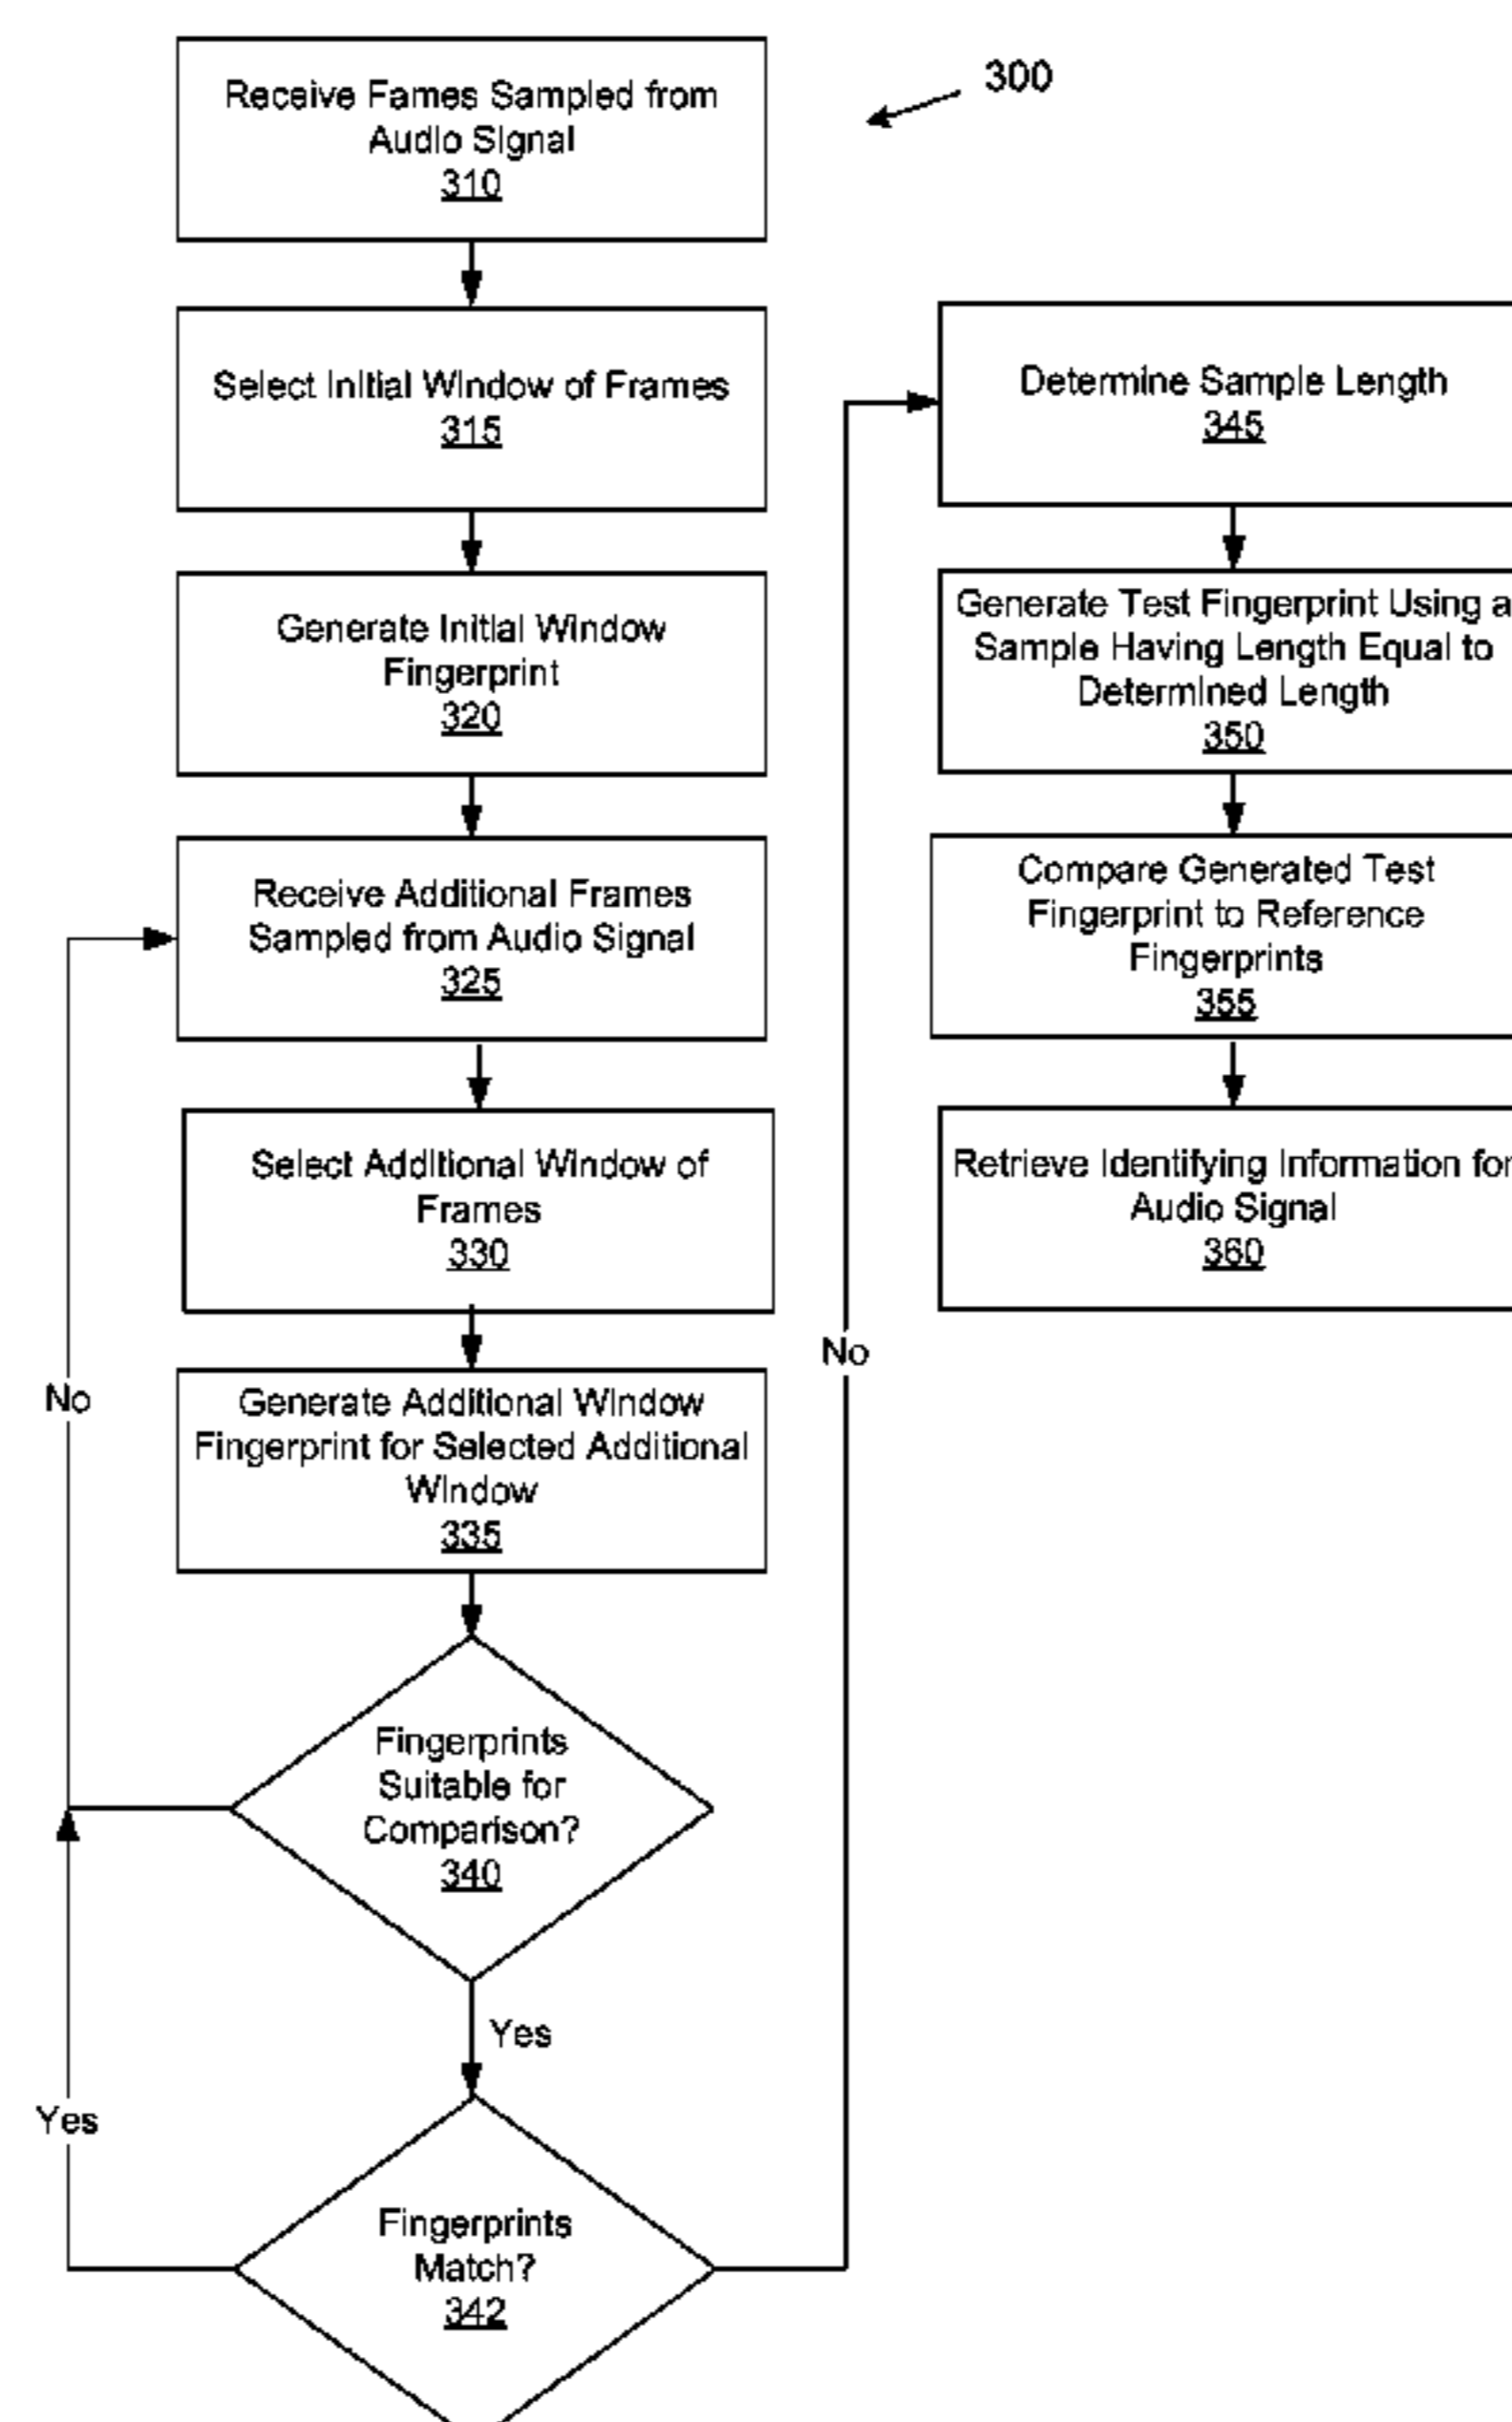 300
Receive Fames Sampled from
Audio Signal
310
Select Initial Window of Frames
315
Generate Initial Window
Fingerprint
320
Receive Additional Frames
Sampled from Audio Signal
325
Select Additional Window of
Frames
330
Generate Additional Window
Fingerprint for Selected Additional
Window
335
Fingerprints
Suitable for
Comparison?
340
No
Yes
Fingerprints
Match?
342
Yes
No
Determine Sample Length
345
Generate Test Fingerprint Using a
Sample Having Length Equal to
Determined Length
350
Compare Generated Test
Fingerprint to Reference
Fingerprints
355
Retrieve Identifying Information for
Audio Signal
360